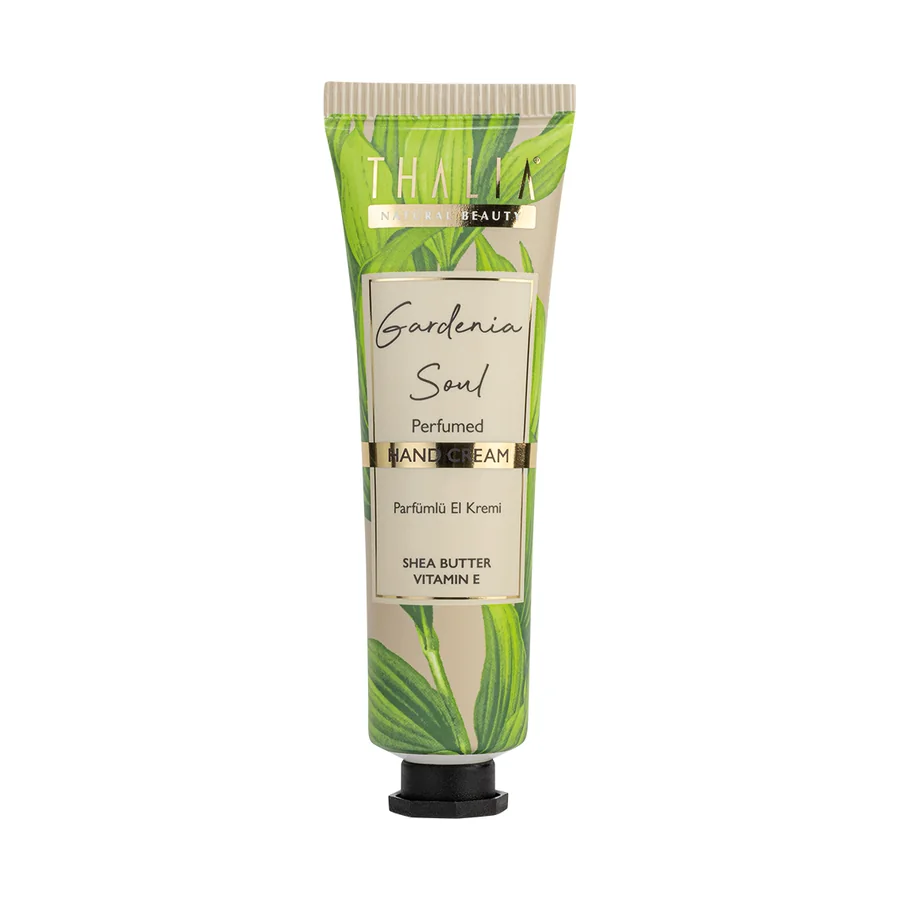 THALIA®
NATURAL BEAUTY
Gardenia
Soul
Perfumed
HAND CREAM
Parfümlü El Kremi
SHEA BUTTER
VITAMIN E